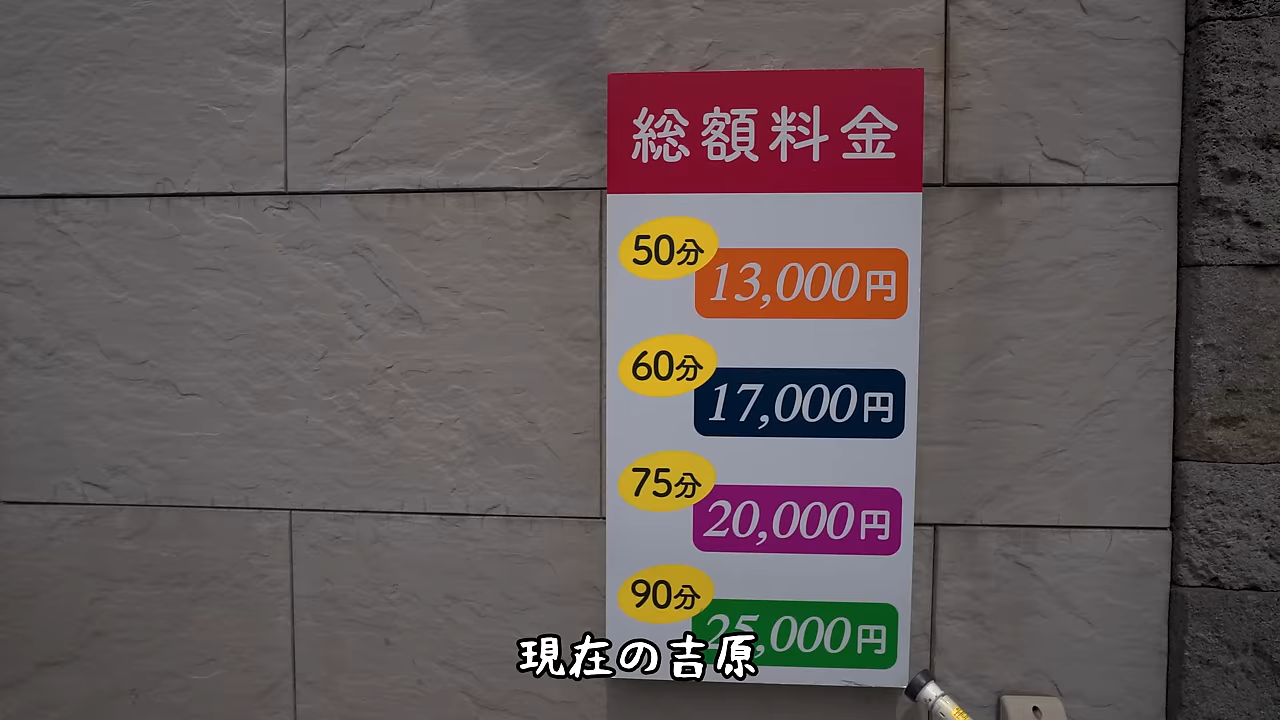 総額料金
50分
13,000円
60分
17,000円
75分
20,000円
90分
25,000円
現在の吉原